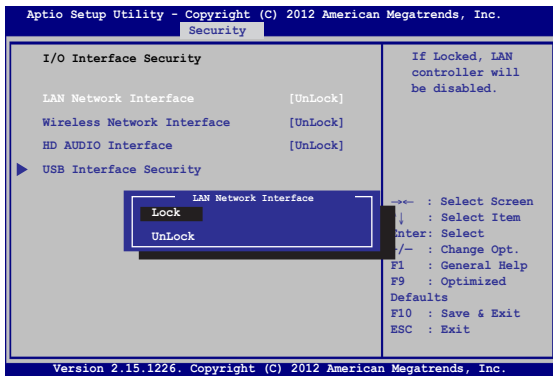 Aptio Setup Utility - Copyright (C) 2012 American Megatrends, Inc.
Security
I/O Interface Security
LAN Network Interface [UnLock]
Wireless Network Interface [UnLock]
HD AUDIO Interface [UnLock]
USB Interface Security
LAN Network Interface
Lock
UnLock
If Locked, LAN
controller will
be disabled.
→← : Select Screen
↓ : Select Item
Enter: Select
/— : Change Opt.
F1 : General Help
F9 : Optimized
Defaults
F10 : Save & Exit
ESC : Exit
Version 2.15.1226. Copyright (C) 2012 American Megatrends, Inc.